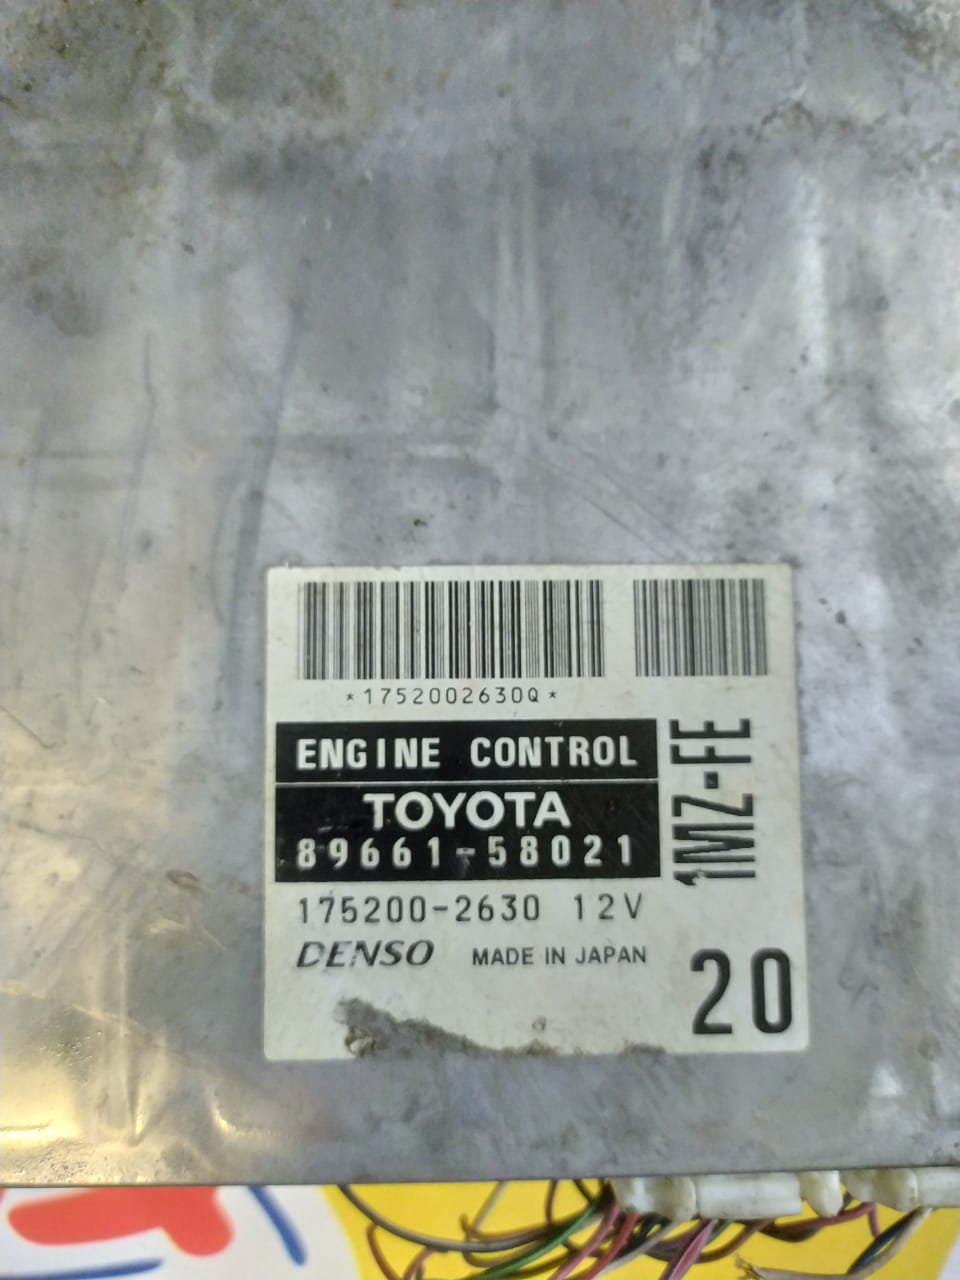 *1752002630Q*
ENGINE CONTROL
TOYOTA
89661-58021
175200-2630 12V
DENSO MADE IN JAPAN
1MZ-FE
20